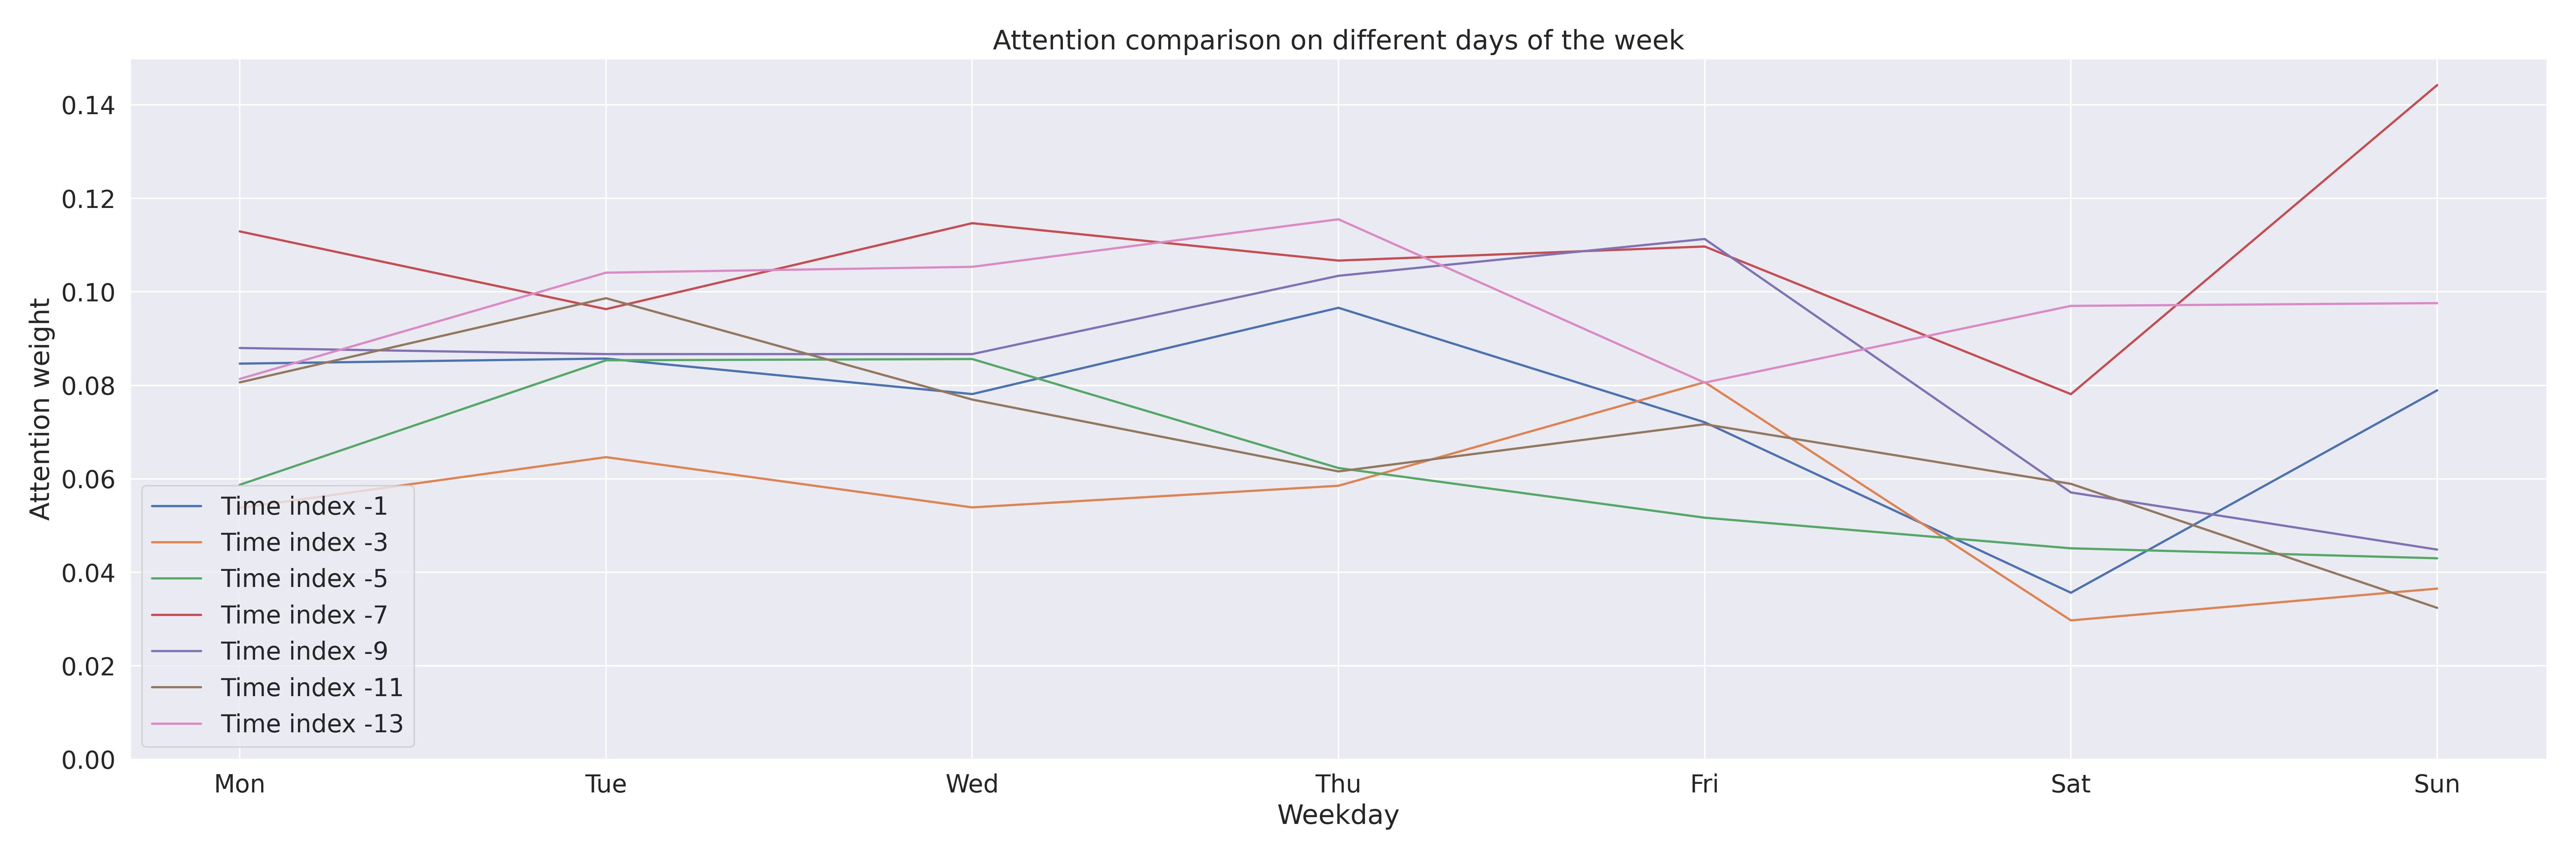 Attention comparison on different days of the week
Attention weight
0.14
0.12
0.10
0.08
0.06
0.04
0.02
0.00
Time index -1
Time index -3
Time index -5
Time index -7
Time index -9
Time index -11
Time index -13
Mon Tue Wed Thu Fri Sat Sun
Weekday